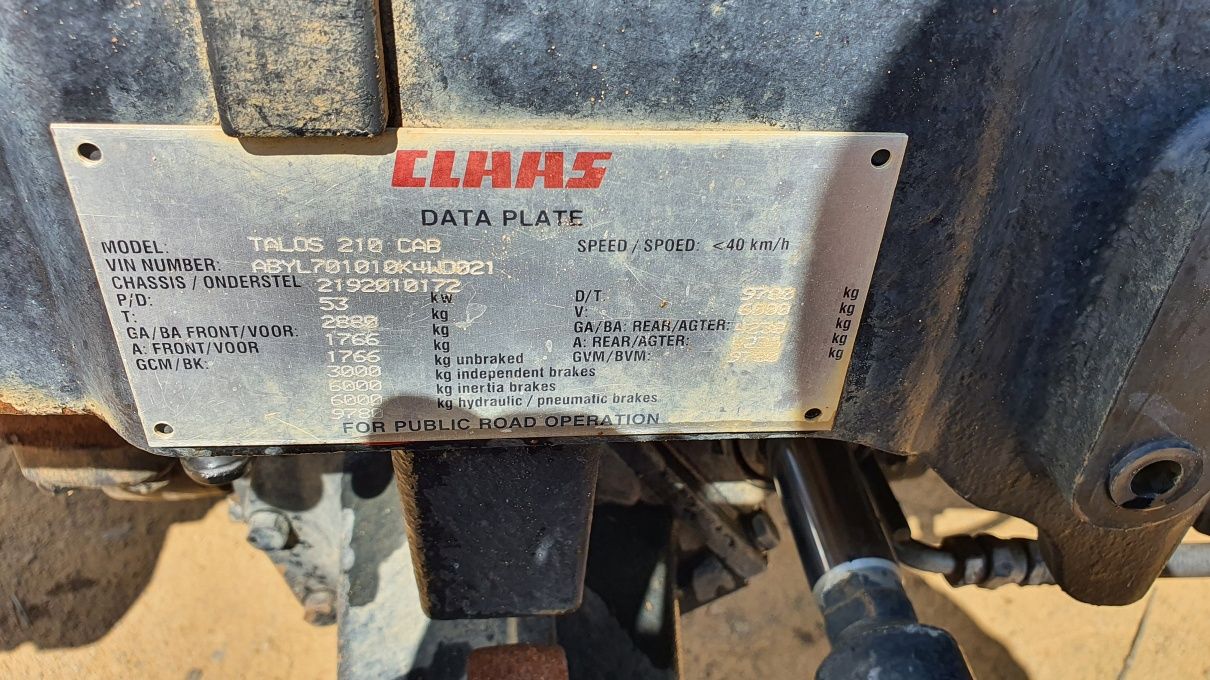 CLAAS
DATA PLATE
MODEL: TALOS 210 CAB SPEED / SPOED: <40 km/h
VIN NUMBER: ABYL701010K4WD021
CHASSIS / ONDERSTEL 2192010172
P/D: 53 kw D/T. 9780 kg
T: 2880 kg V: 6000 kg
GA/BA FRONT/VOOR: 1766 kg GA/BA: REAR/AGTER: kg
A: FRONT/VOOR 1766 kg A: REAR/AGTER: kg
GCM/BK: 3000 kg unbraked GVM/BVM: kg
6000 kg independent brakes
6000 kg inertia brakes
9780 kg hydraulic / pneumatic brakes
FOR PUBLIC ROAD OPERATION